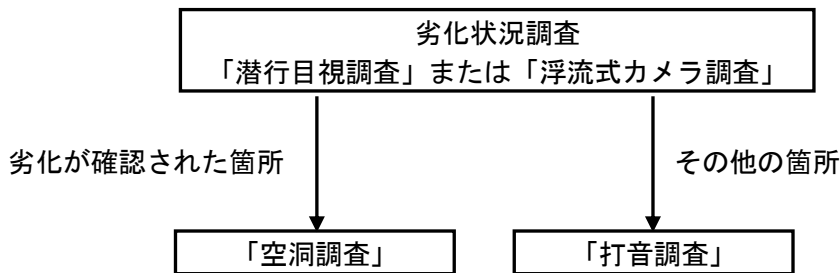 劣化状況調査
「潜行目視調査」または「浮流式カメラ調査」
劣化が確認された箇所
その他の箇所
「空洞調査」
「打音調査」